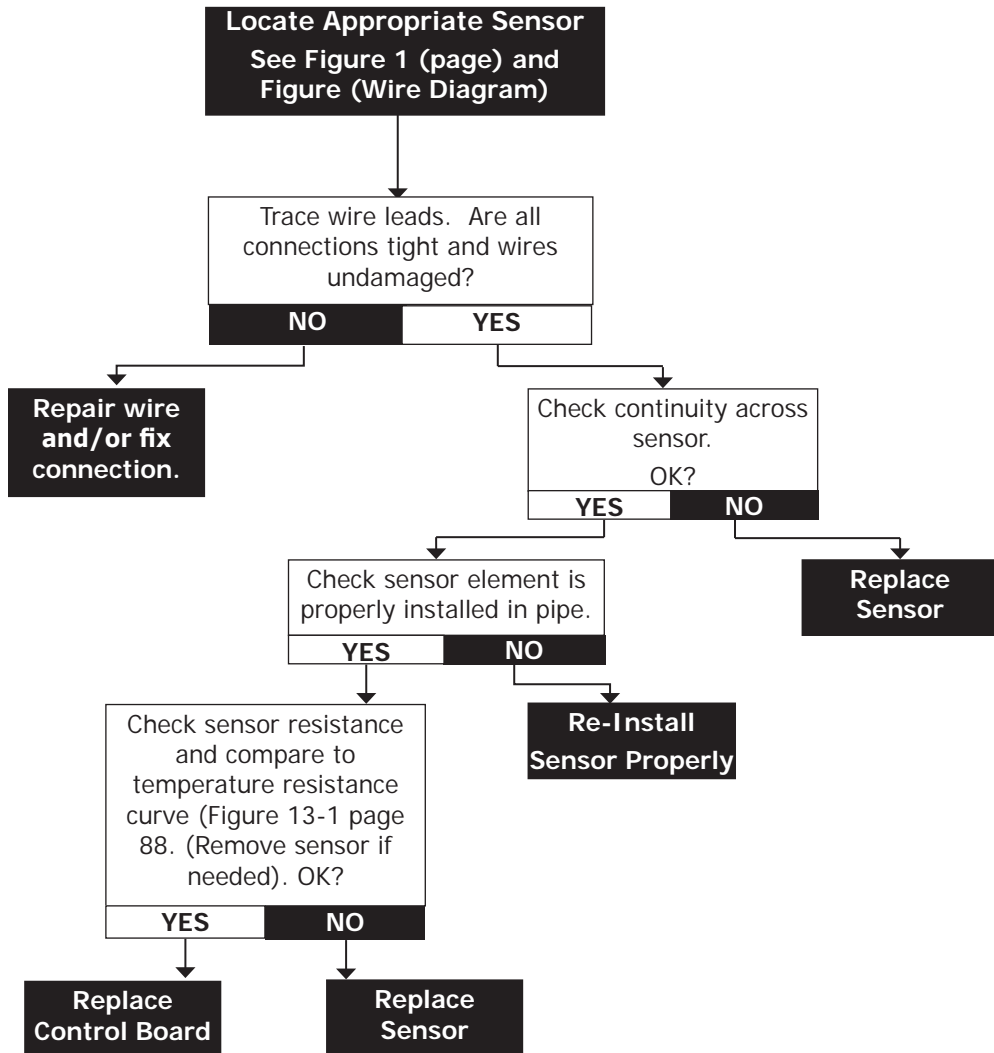 Locate Appropriate Sensor
See Figure 1 (page) and
Figure (Wire Diagram)
Trace wire leads. Are all
connections tight and wires
undamaged?
NO
YES
Repair wire
and/or fix
connection.
Check continuity across
sensor.
OK?
YES
NO
Check sensor element is
properly installed in pipe.
Replace
Sensor
YES
NO
Check sensor resistance
and compare to
temperature resistance
curve (Figure 13-1 page
88. (Remove sensor if
needed). OK?
Re-Install
Sensor Properly
YES
NO
Replace
Control Board
Replace
Sensor